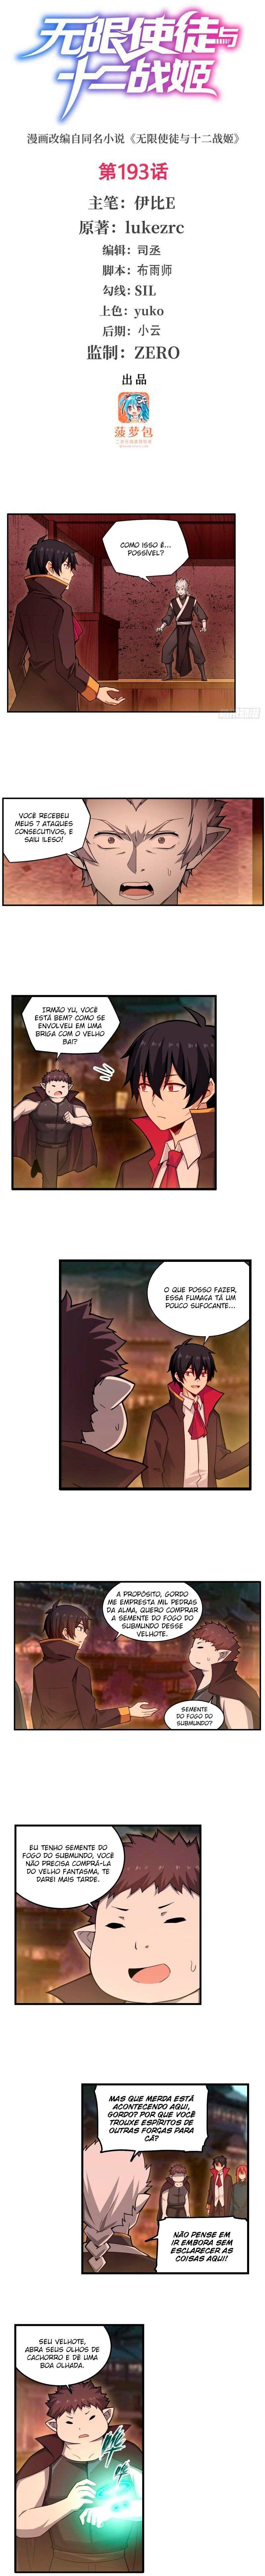 无限使徒与
十二战姬
漫画改编自同名小说《无限使徒与十二战姬》
第193话
主笔：伊比E
原著：lukezrc
编辑：司丞
脚本：布雨师
勾线：SIL
上色：yuko
后期：小云
监制：ZERO
出品
菠萝包
COMO ISSO É...
POSSÍVEL?
VOCÊ RECEBEU
MEUS 7 ATAQUES
CONSECUTIVOS, E
SAIU ILESO!
IRMÃO YU, VOCÊ
ESTÁ BEM? COMO SE
ENVOLVEU EM UMA
BRIGA COM O VELHO
BAI?
O QUE POSSO FAZER,
ESSA FUMAÇA TÁ UM
POUCO SUFOCANTE...
A PROPÓSITO, GORDO
ME EMPRESTA MIL PEDRAS
DA ALMA, QUERO COMPRAR
A SEMENTE DO FOGO DO
SUBMUNDO DESSE
VELHOTE.
SEMENTE
DO FOGO DO
SUBMUNDO?
EU TENHO SEMENTE DO
FOGO DO SUBMUNDO, VOCÊ
NÃO PRECISA COMPRÁ-LA
DO VELHO FANTASMA, TE
DAREI MAIS TARDE.
MAS QUE MERDA ESTÁ
ACONTECENDO AQUI,
GORDO? POR QUE VOCÊ
TROUXE ESPÍRITOS DE
OUTRAS FORÇAS PARA
CÁ?
NÃO PENSE EM
IR EMBORA SEM
ESCLARECER AS
COISAS AQUI!
SEU VELHOTE,
ABRA SEUS OLHOS DE
CACHORRO E DÊ UMA
BOA OLHADA.